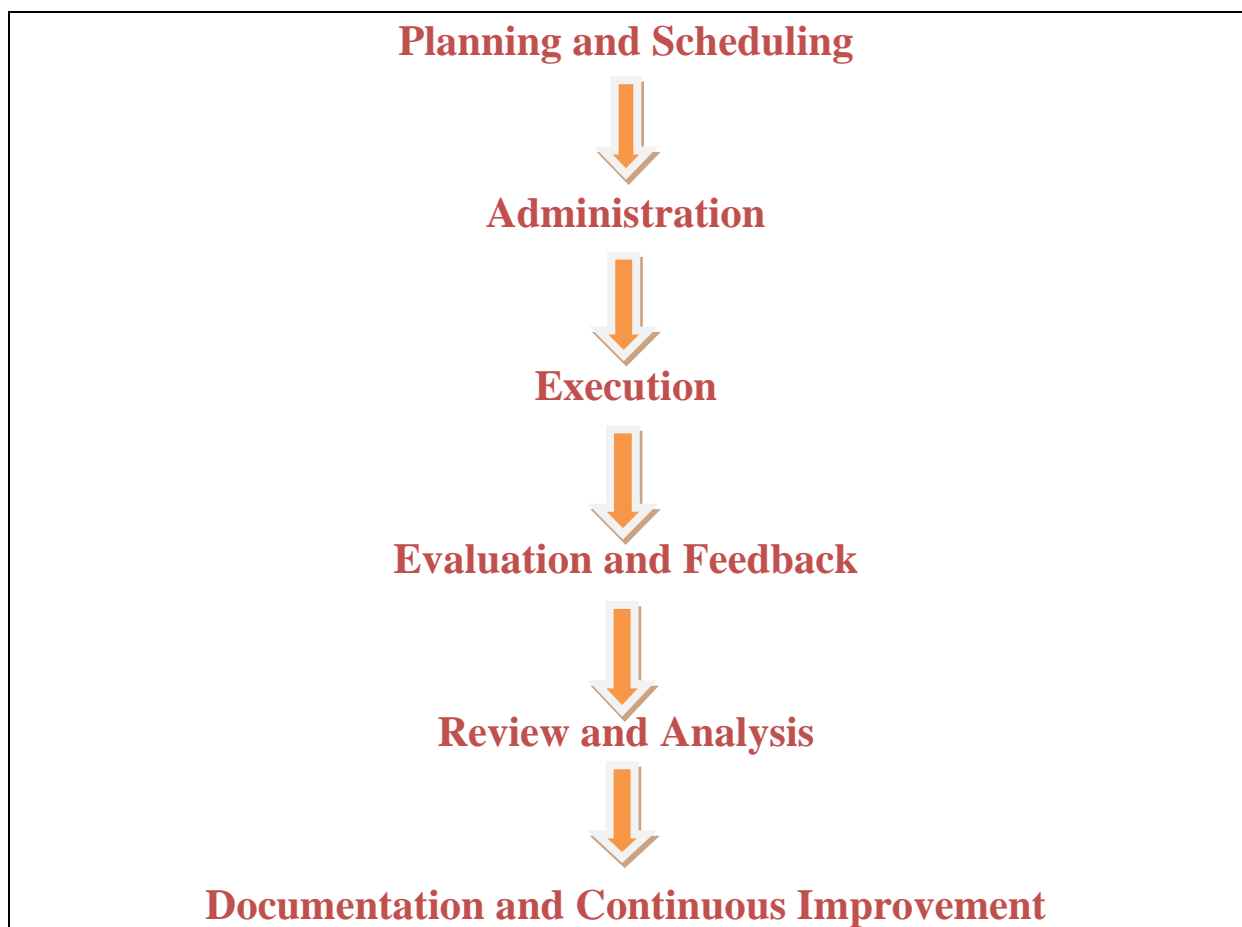 Planning and Scheduling
Administration
Execution
Evaluation and Feedback
Review and Analysis
Documentation and Continuous Improvement